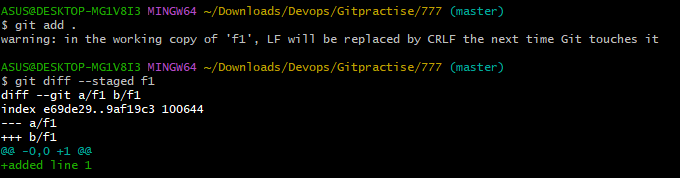 ASUS@DESKTOP-MG1V8I3 MINGW64 ~/Downloads/Devops/Gitpractise/777 (master)
$ git add .
warning: in the working copy of 'f1', LF will be replaced by CRLF the next time Git touches it
ASUS@DESKTOP-MG1V8I3 MINGW64 ~/Downloads/Devops/Gitpractise/777 (master)
$ git diff --staged f1
diff --git a/f1 b/f1
index e69de29..9af19c3 100644
--- a/f1
+++ b/f1
@@ -0,0 +1 @@
+added line 1